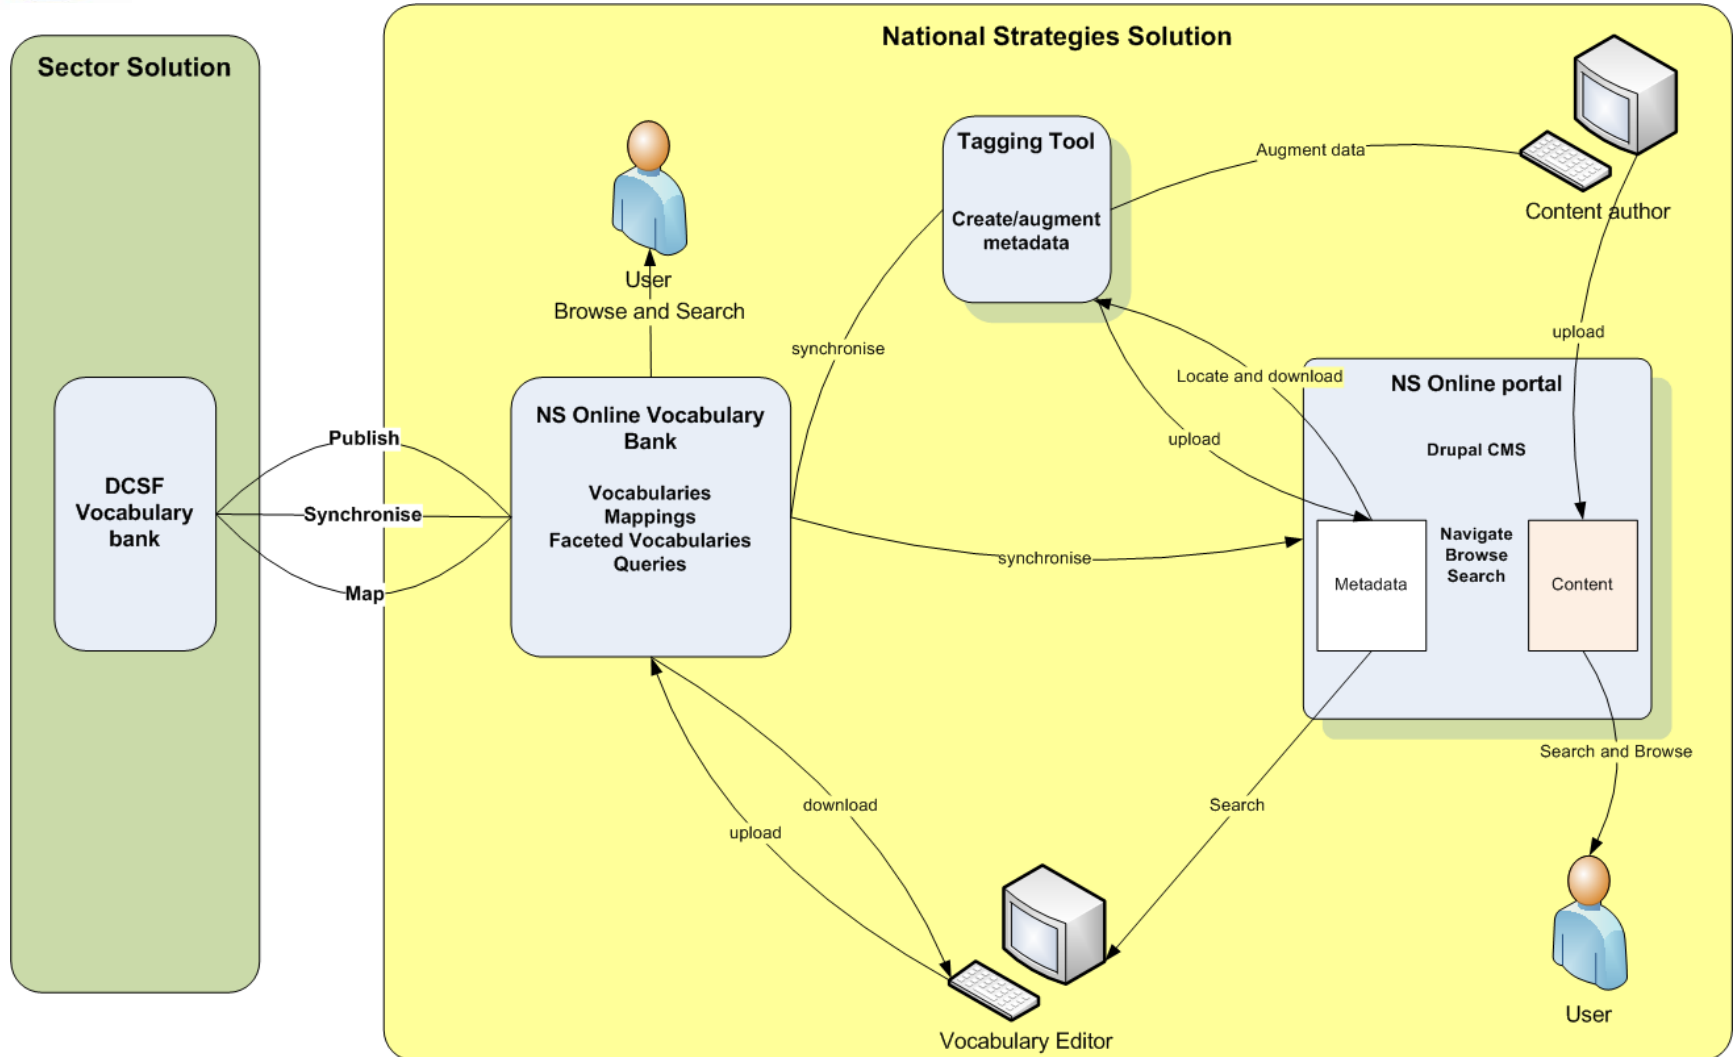 Sector Solution
DCSF
Vocabulary
bank
Publish
Synchronise
Map
National Strategies Solution
User
Browse and Search
NS Online Vocabulary
Bank
Vocabularies
Mappings
Faceted Vocabularies
Queries
synchronise
Tagging Tool
Create/augment
metadata
Augment data
Content author
upload
Locate and download
upload
synchronise
NS Online portal
Drupal CMS
Navigate
Browse
Search
Metadata
Content
download
upload
Search
Search and Browse
Vocabulary Editor
User